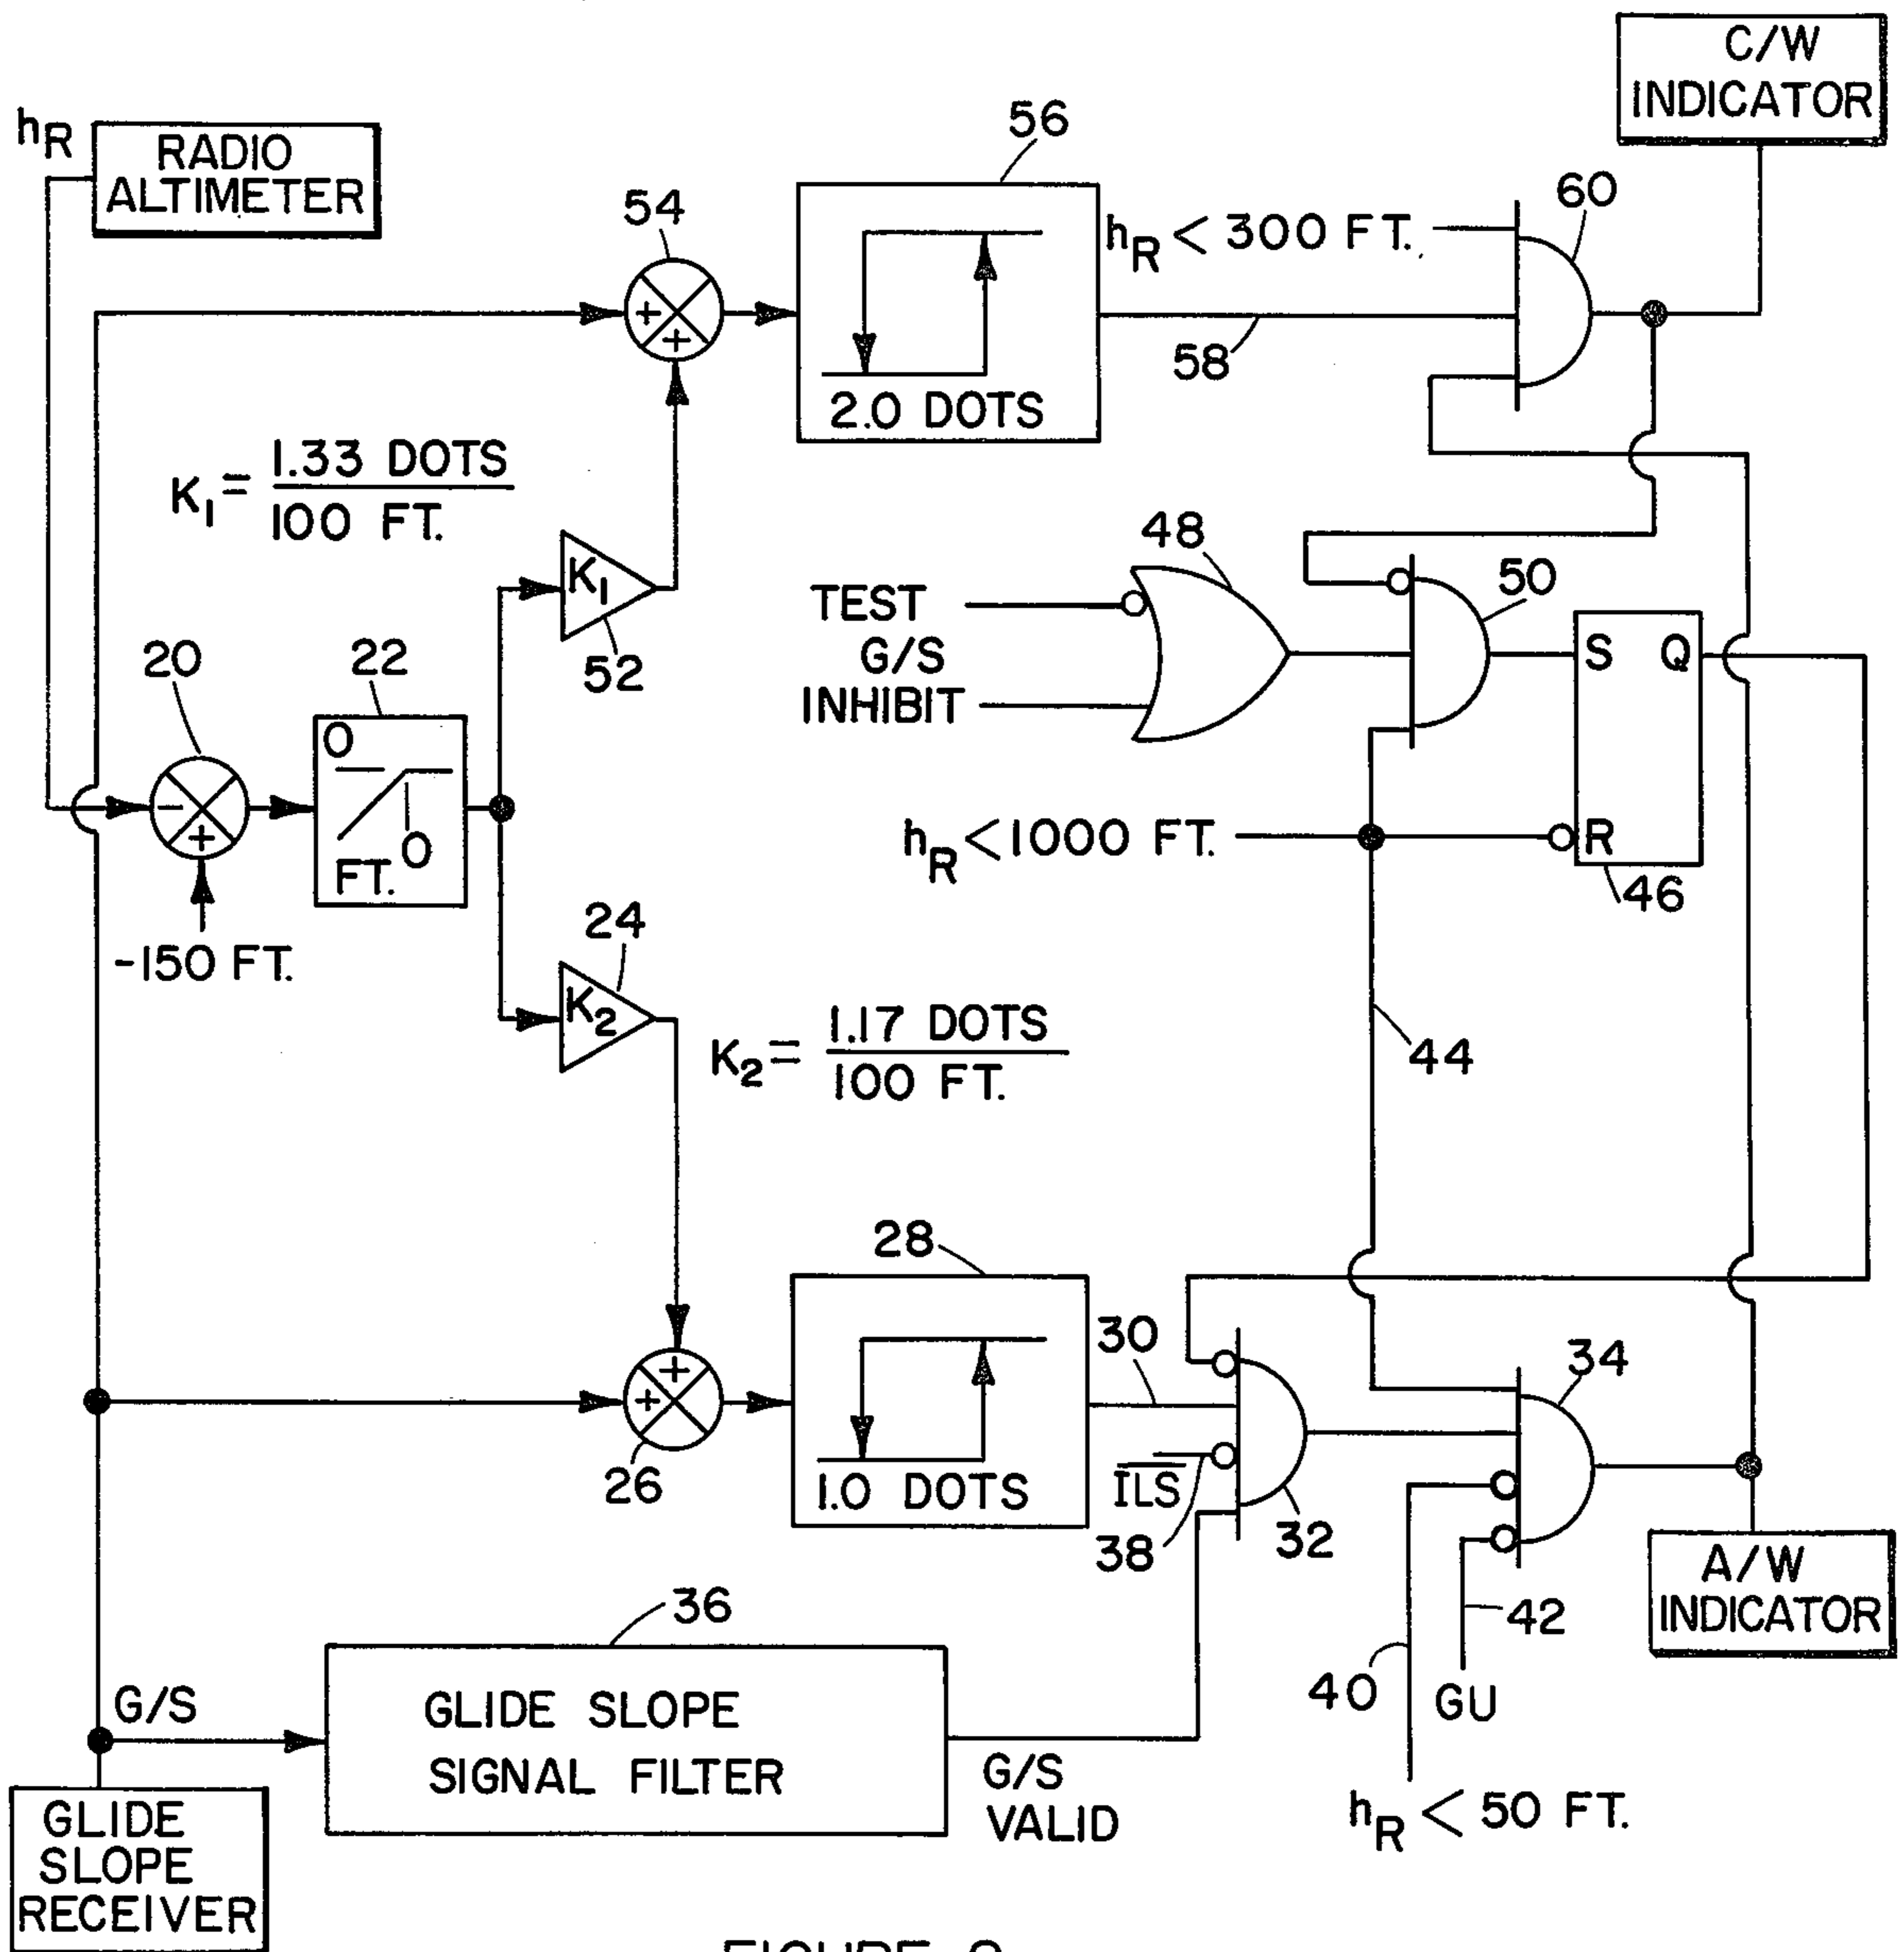 C/W
INDICATOR
hR
RADIO
ALTIMETER
56
54
60
hR < 300 FT.
+
+
58
2.0 DOTS
K1 = 1.33 DOTS
100 FT.
K1
52
48
50
TEST
G/S
INHIBIT
S Q
20
22
0
-
+
0
FT.
hR < 1000 FT.
R
46
-150 FT.
24
K2
K2 = 1.17 DOTS
100 FT.
44
28
30
34
+
+
26
1.0 DOTS
ILS
38
32
A/W
INDICATOR
36
42
40
GU
G/S
GLIDE SLOPE
SIGNAL FILTER
G/S
VALID
hR < 50 FT.
GLIDE
SLOPE
RECEIVER